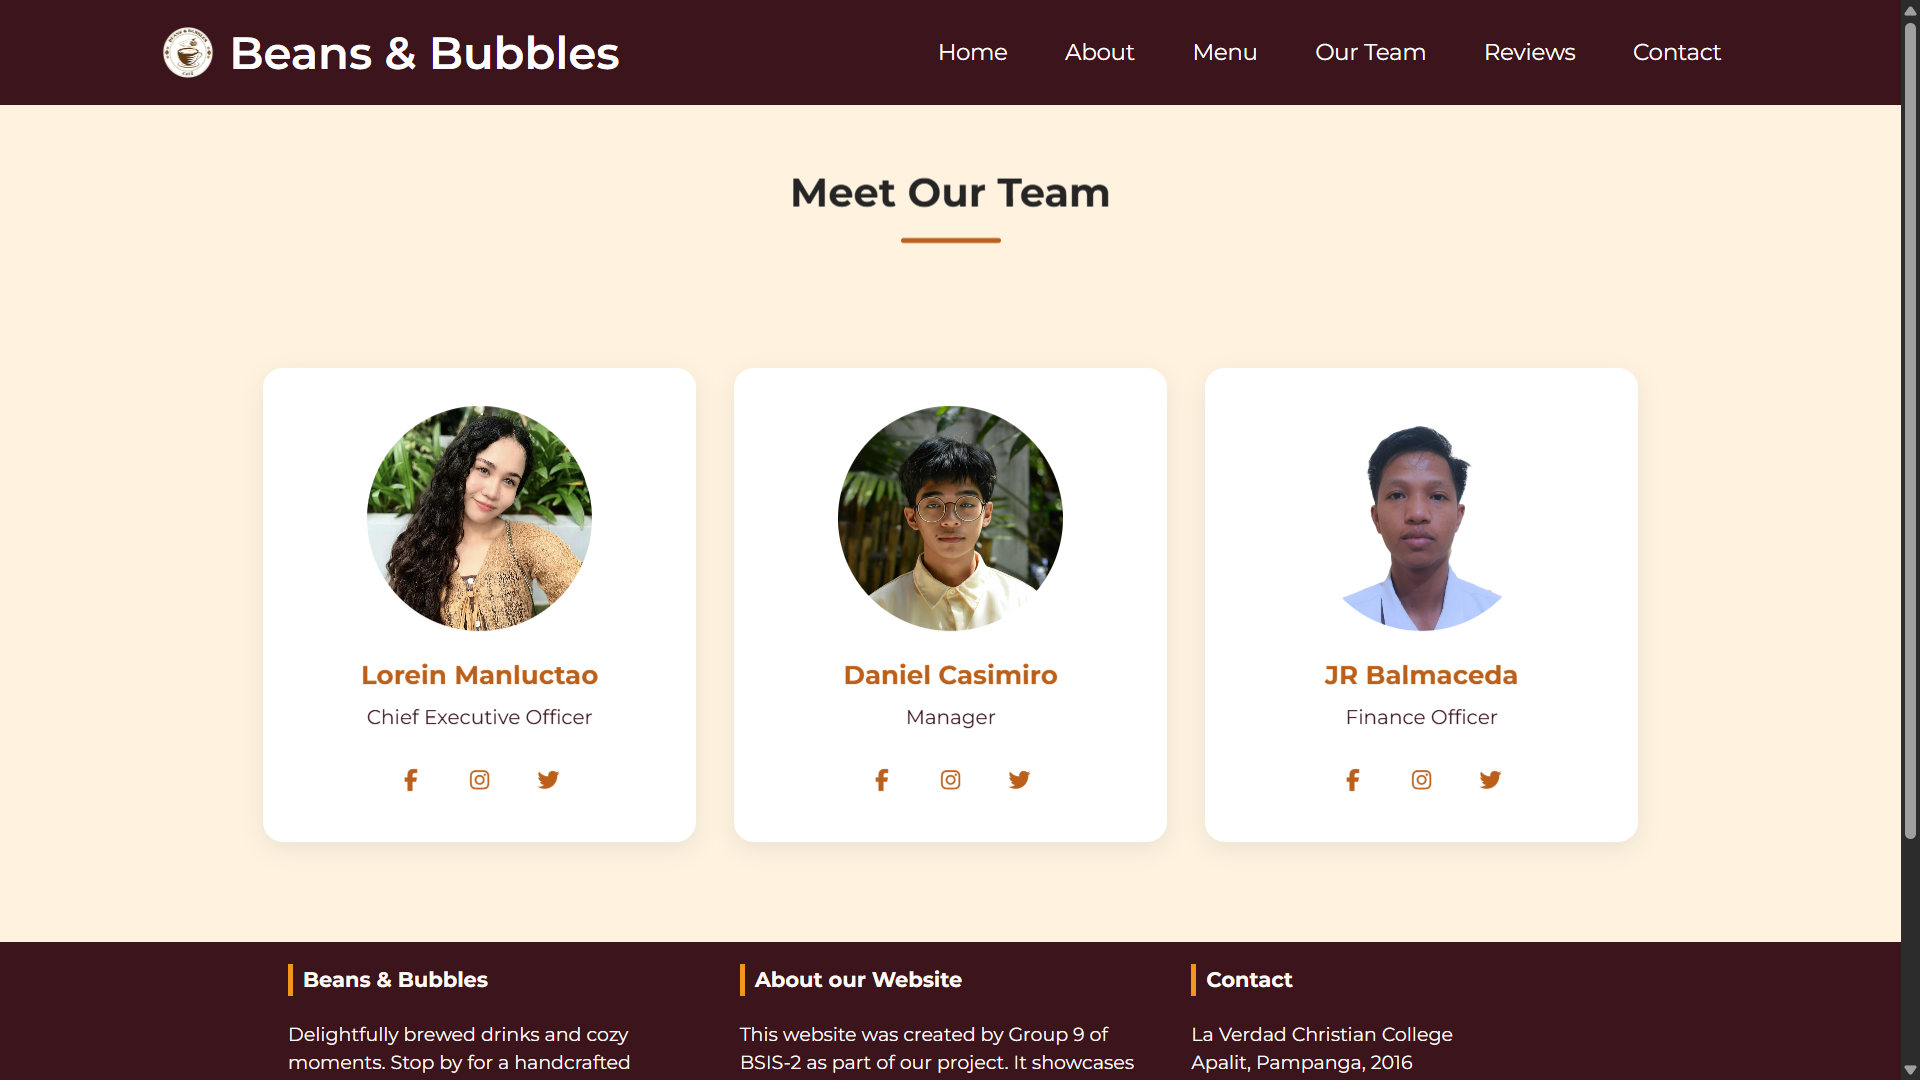 Beans & Bubbles
Home About Menu Our Team Reviews Contact
Meet Our Team
Lorein Manluctao
Chief Executive Officer
Daniel Casimiro
Manager
JR Balmaceda
Finance Officer
Beans & Bubbles
Delightfully brewed drinks and cozy
moments. Stop by for a handcrafted
About our Website
This website was created by Group 9 of
BSIS-2 as part of our project. It showcases
Contact
La Verdad Christian College
Apalit, Pampanga, 2016